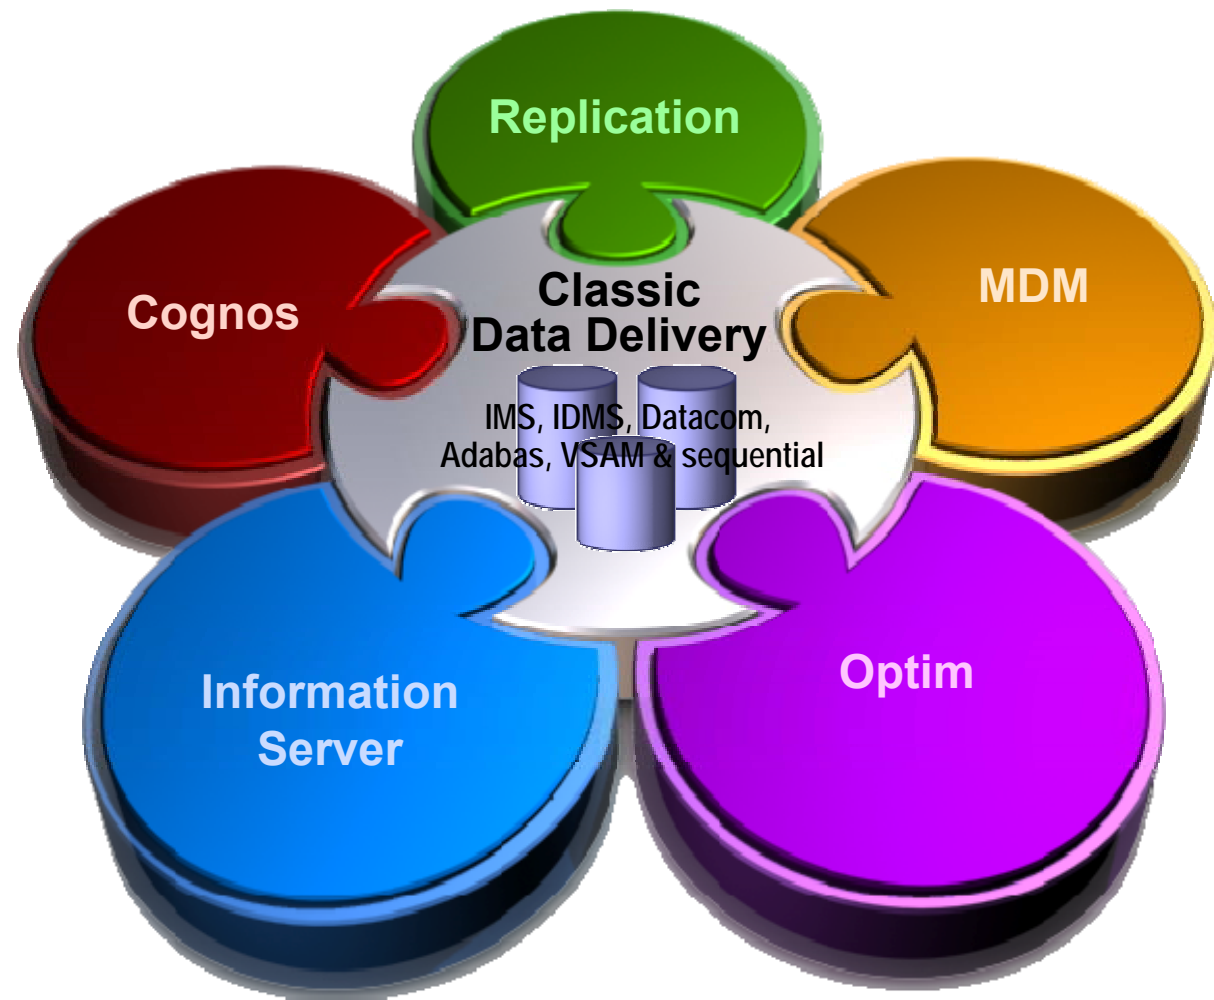 Replication
Cognos
MDM
Classic
Data Delivery
IMS, IDMS, Datacom,
Adabas, VSAM & sequential
Information
Server
Optim